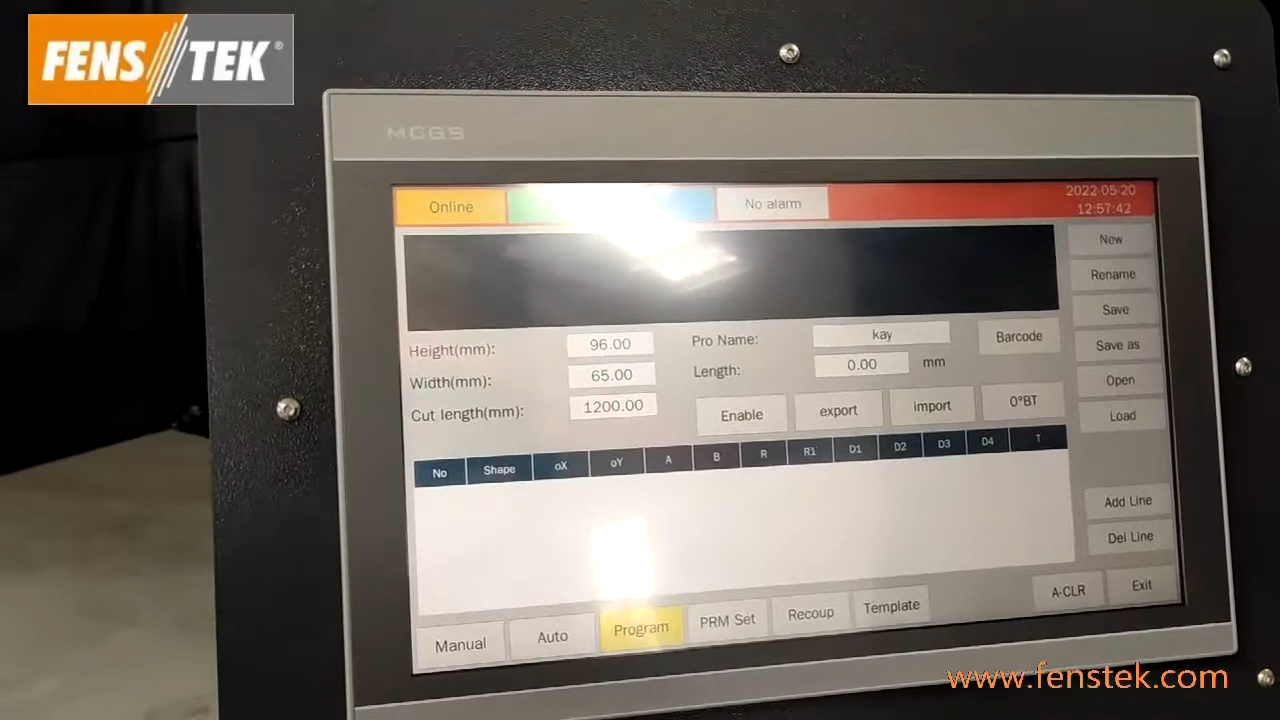 FENSTEK®
MCGS
Online
No alarm
2022-05-20
12:57:42
New
Rename
Save
Save as
Open
Load
Height(mm): 96.00
Width(mm): 65.00
Cut length(mm): 1200.00
Pro Name: kay
Length: 0.00 mm
Barcode
Enable export import 0°BT
No Shape oX oY A B R R1 D1 D2 D3 D4 T
Add Line
Del Line
Manual Auto Program PRM Set Recoup Template A-CLR Exit
www.fenstek.com